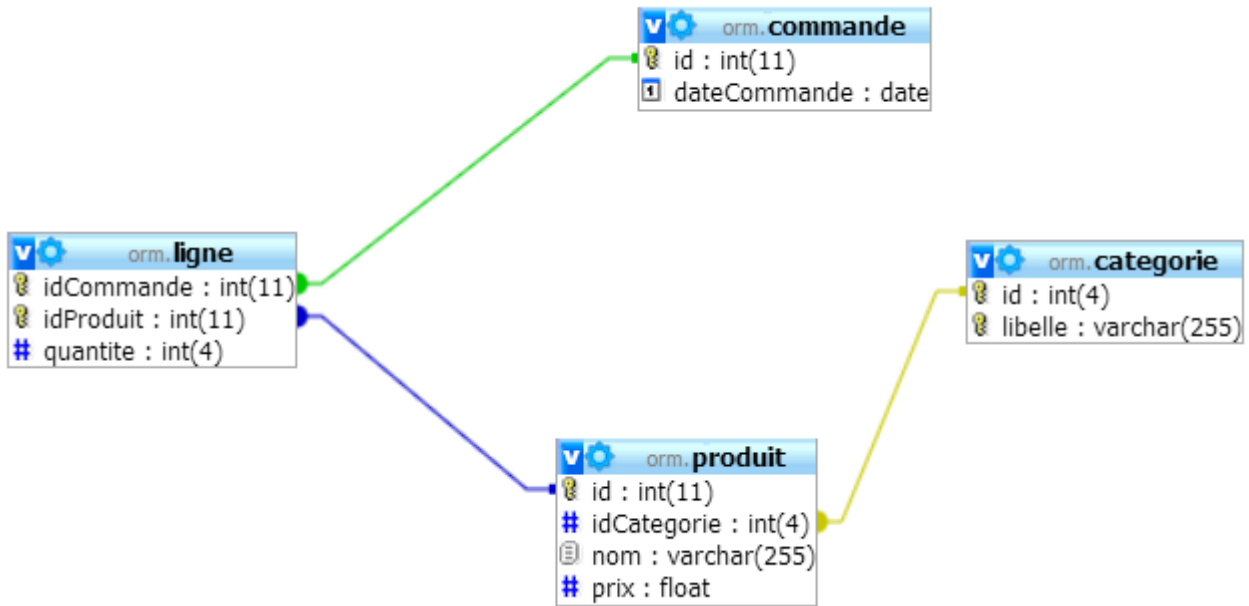 orm.commande
id : int(11)
dateCommande : date
orm.ligne
idCommande : int(11)
idProduit : int(11)
# quantite : int(4)
orm.categorie
id : int(4)
libelle : varchar(255)
orm.produit
id : int(11)
# idCategorie : int(4)
nom : varchar(255)
# prix : float